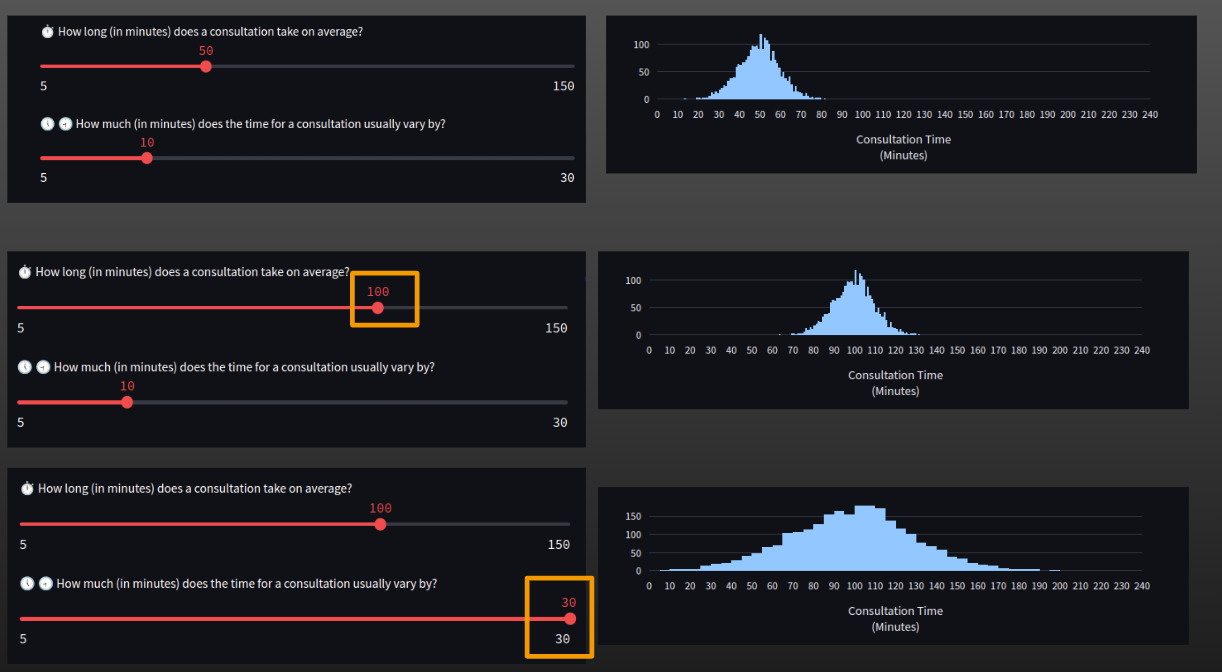 ⏱️ How long (in minutes) does a consultation take on average?
50
5 150
🕔 🕘 How much (in minutes) does the time for a consultation usually vary by?
10
5 30
100
50
0
0 10 20 30 40 50 60 70 80 90 100 110 120 130 140 150 160 170 180 190 200 210 220 230 240
Consultation Time
(Minutes)
⏱️ How long (in minutes) does a consultation take on average?
100
5 150
🕔 🕘 How much (in minutes) does the time for a consultation usually vary by?
10
5 30
100
50
0
0 10 20 30 40 50 60 70 80 90 100 110 120 130 140 150 160 170 180 190 200 210 220 230 240
Consultation Time
(Minutes)
⏱️ How long (in minutes) does a consultation take on average?
100
5 150
🕔 🕘 How much (in minutes) does the time for a consultation usually vary by?
30
5 30
150
100
50
0
0 10 20 30 40 50 60 70 80 90 100 110 120 130 140 150 160 170 180 190 200 210 220 230 240
Consultation Time
(Minutes)